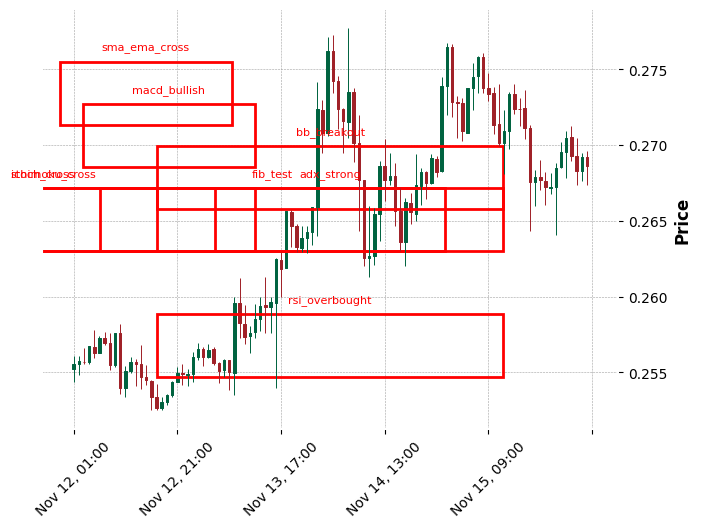 sma_ema_cross
macd_bullish
bb_breakout
stoch_cross
fib_test
adx_strong
rsi_overbought
0.275
0.270
0.265
0.260
0.255
Price
Nov 12, 01:00
Nov 12, 21:00
Nov 13, 17:00
Nov 14, 13:00
Nov 15, 09:00